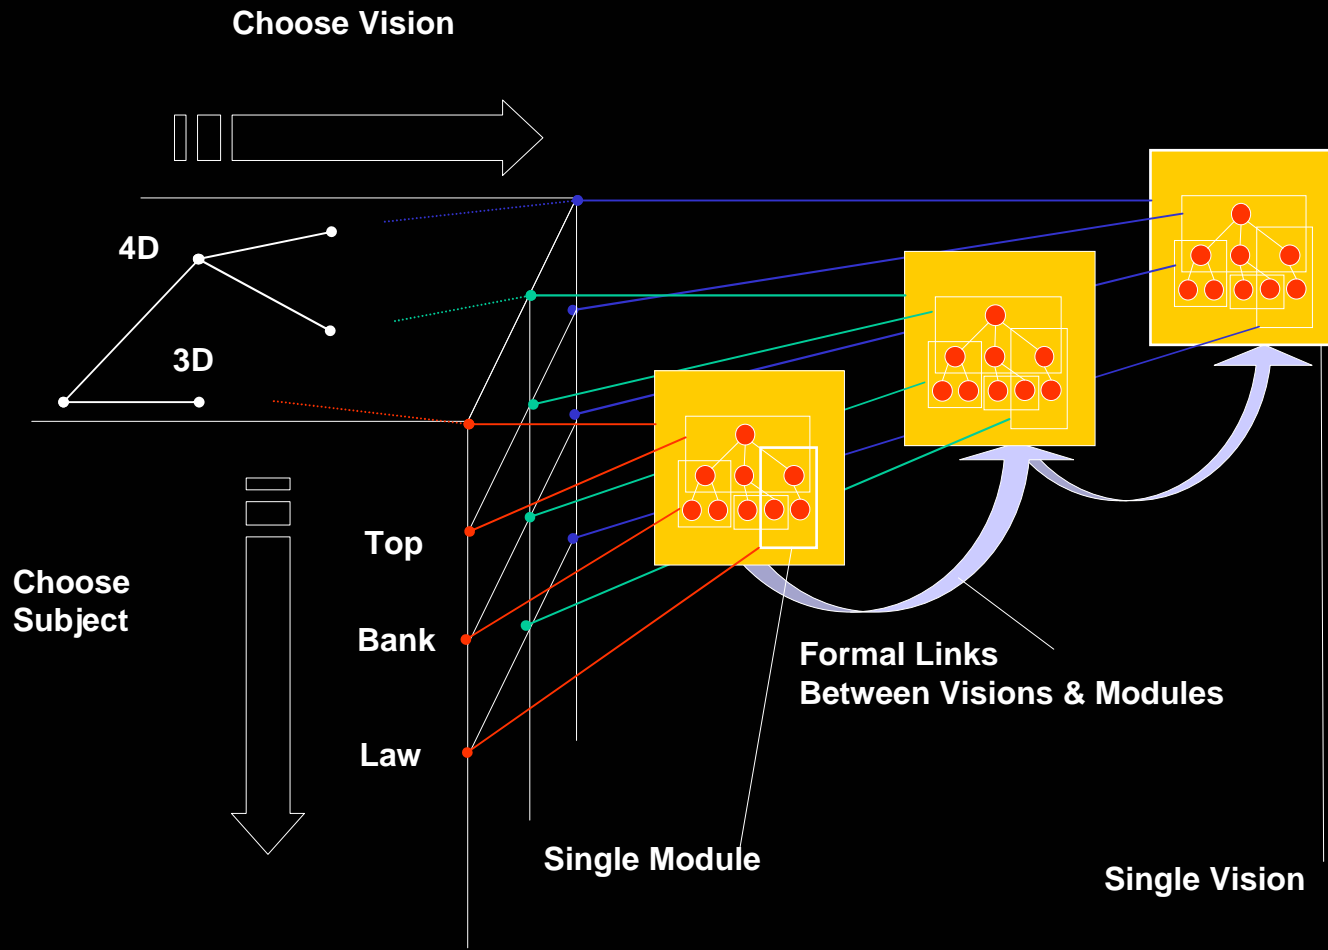 Choose Vision
4D
3D
Top
Choose
Subject
Bank
Formal Links
Between Visions & Modules
Law
Single Module
Single Vision